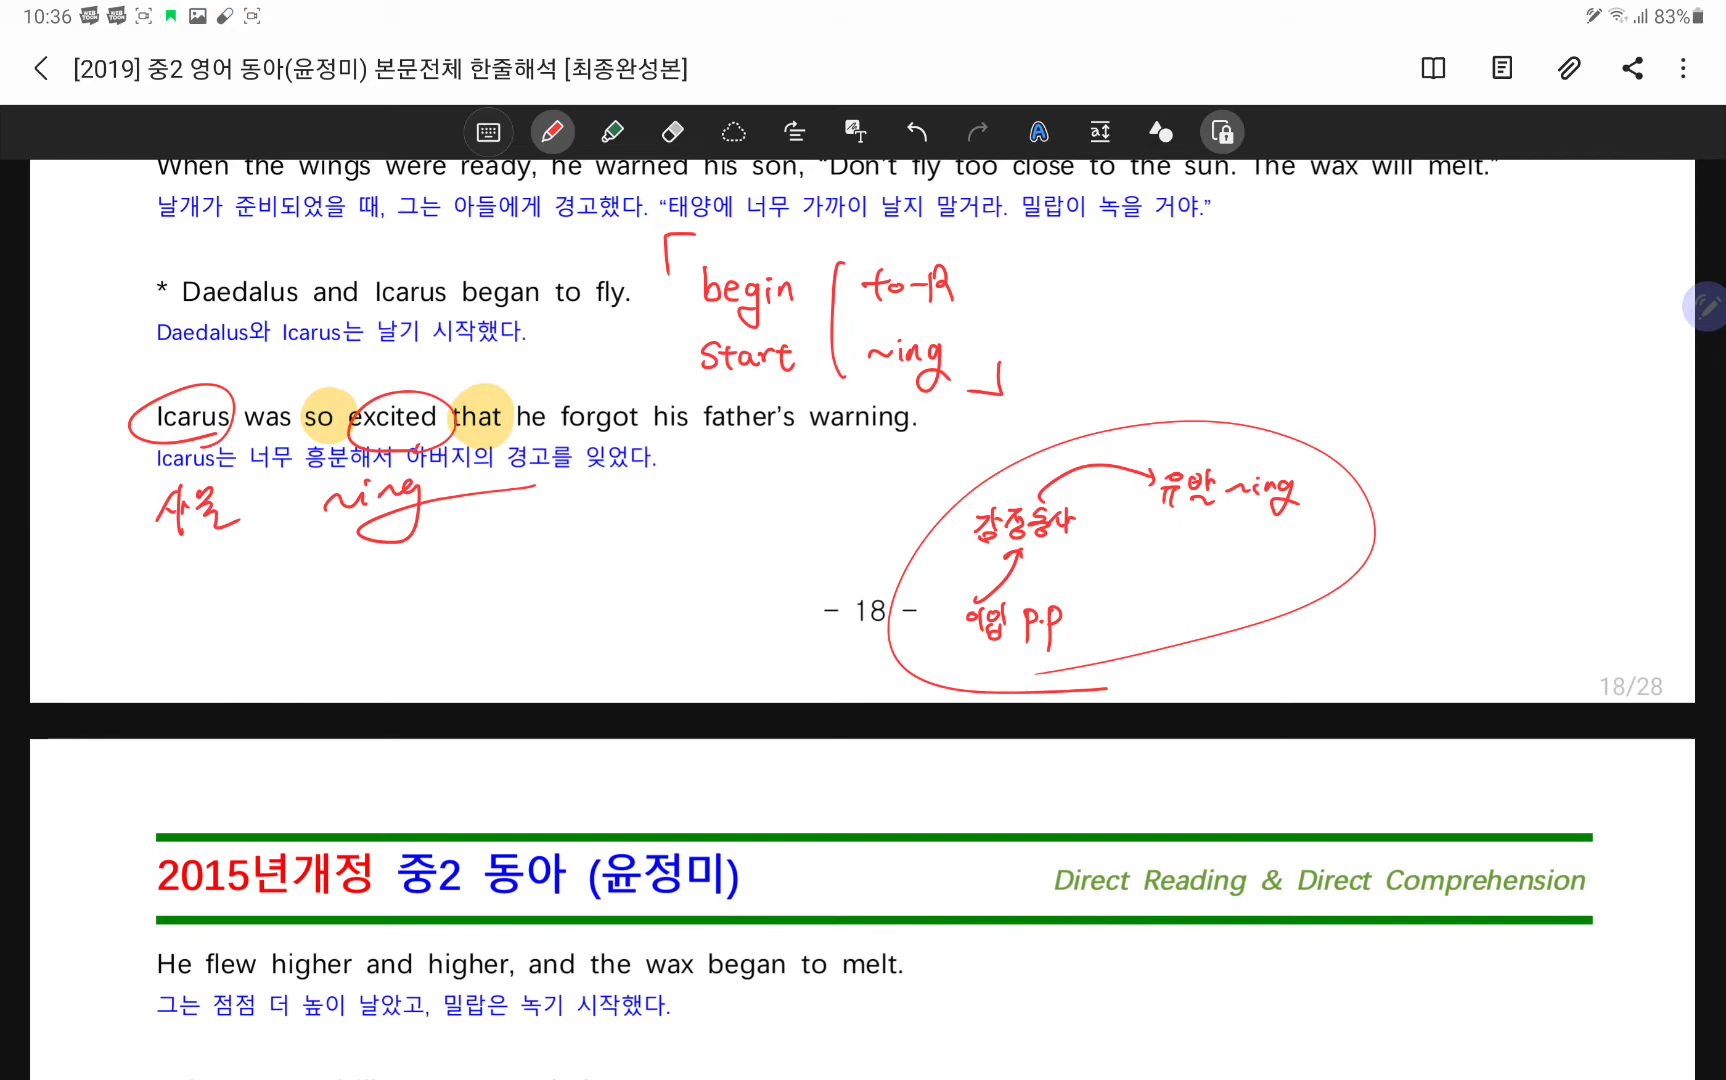 10:36
83%
[2019] 중2 영어 동아(윤정미) 본문전체 한줄해석 [최종완성본]
When the wings were ready, he warned his son, “Don't fly too close to the sun. The wax will melt.”
날개가 준비되었을 때, 그는 아들에게 경고했다. “태양에 너무 가까이 날지 말거라. 밀랍이 녹을 거야.”
begin to-R
* Daedalus and Icarus began to fly.
Daedalus와 Icarus는 날기 시작했다.
start ~ing
Icarus was so excited that he forgot his father’s warning.
Icarus는 너무 흥분해서 아버지의 경고를 잊었다.
사물 ~ing
유발 ~ing
감정동사
이입 p.p
- 18 -
18/28
2015년개정 중2 동아 (윤정미)
Direct Reading & Direct Comprehension
He flew higher and higher, and the wax began to melt.
그는 점점 더 높이 날았고, 밀랍은 녹기 시작했다.